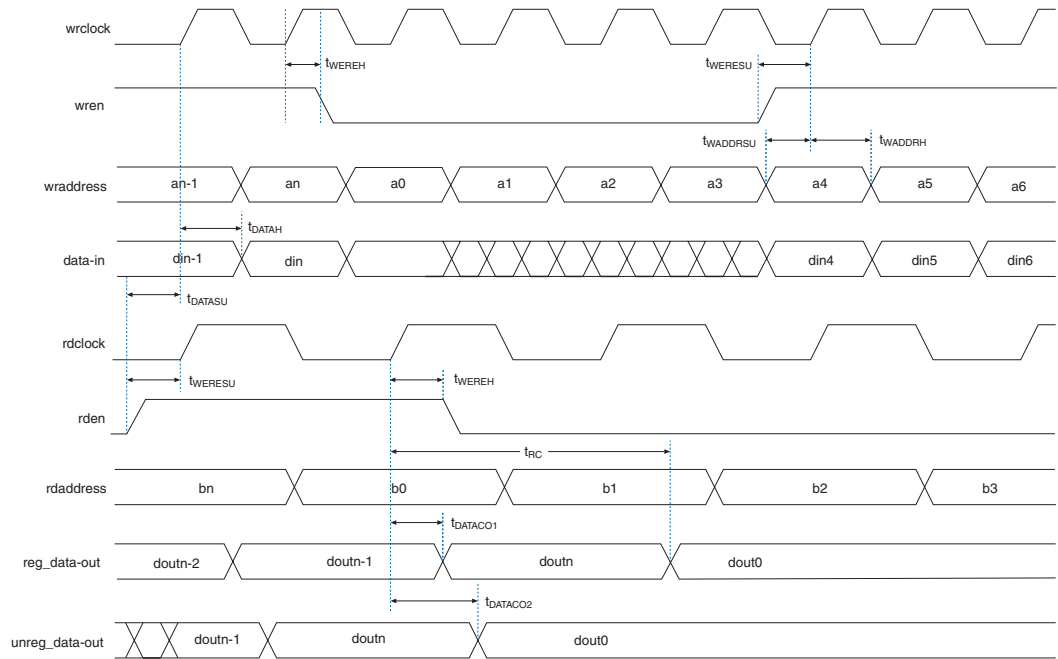 wrclock
tWEREH
tWERESU
wren
tWADDRSU tWADDRH
wraddress an-1 an a0 a1 a2 a3 a4 a5 a6
tDATAH
data-in din-1 din din4 din5 din6
tDATASU
rdclock
tWERESU tWEREH
rden
tRC
rdaddress bn b0 b1 b2 b3
tDATACO1
reg_data-out doutn-2 doutn-1 doutn dout0
tDATACO2
unreg_data-out doutn-1 doutn dout0